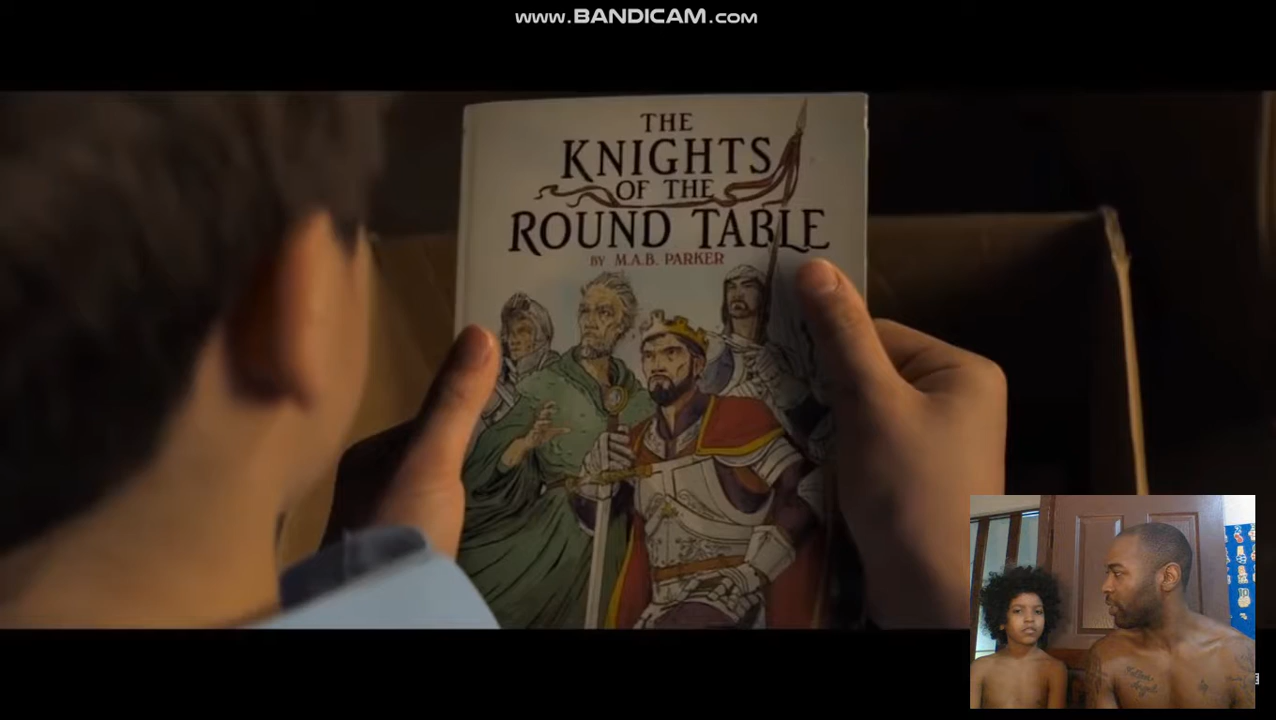 www.BANDICAM.com
THE
KNIGHTS
OF THE
ROUND TABLE
BY M.A.B. PARKER